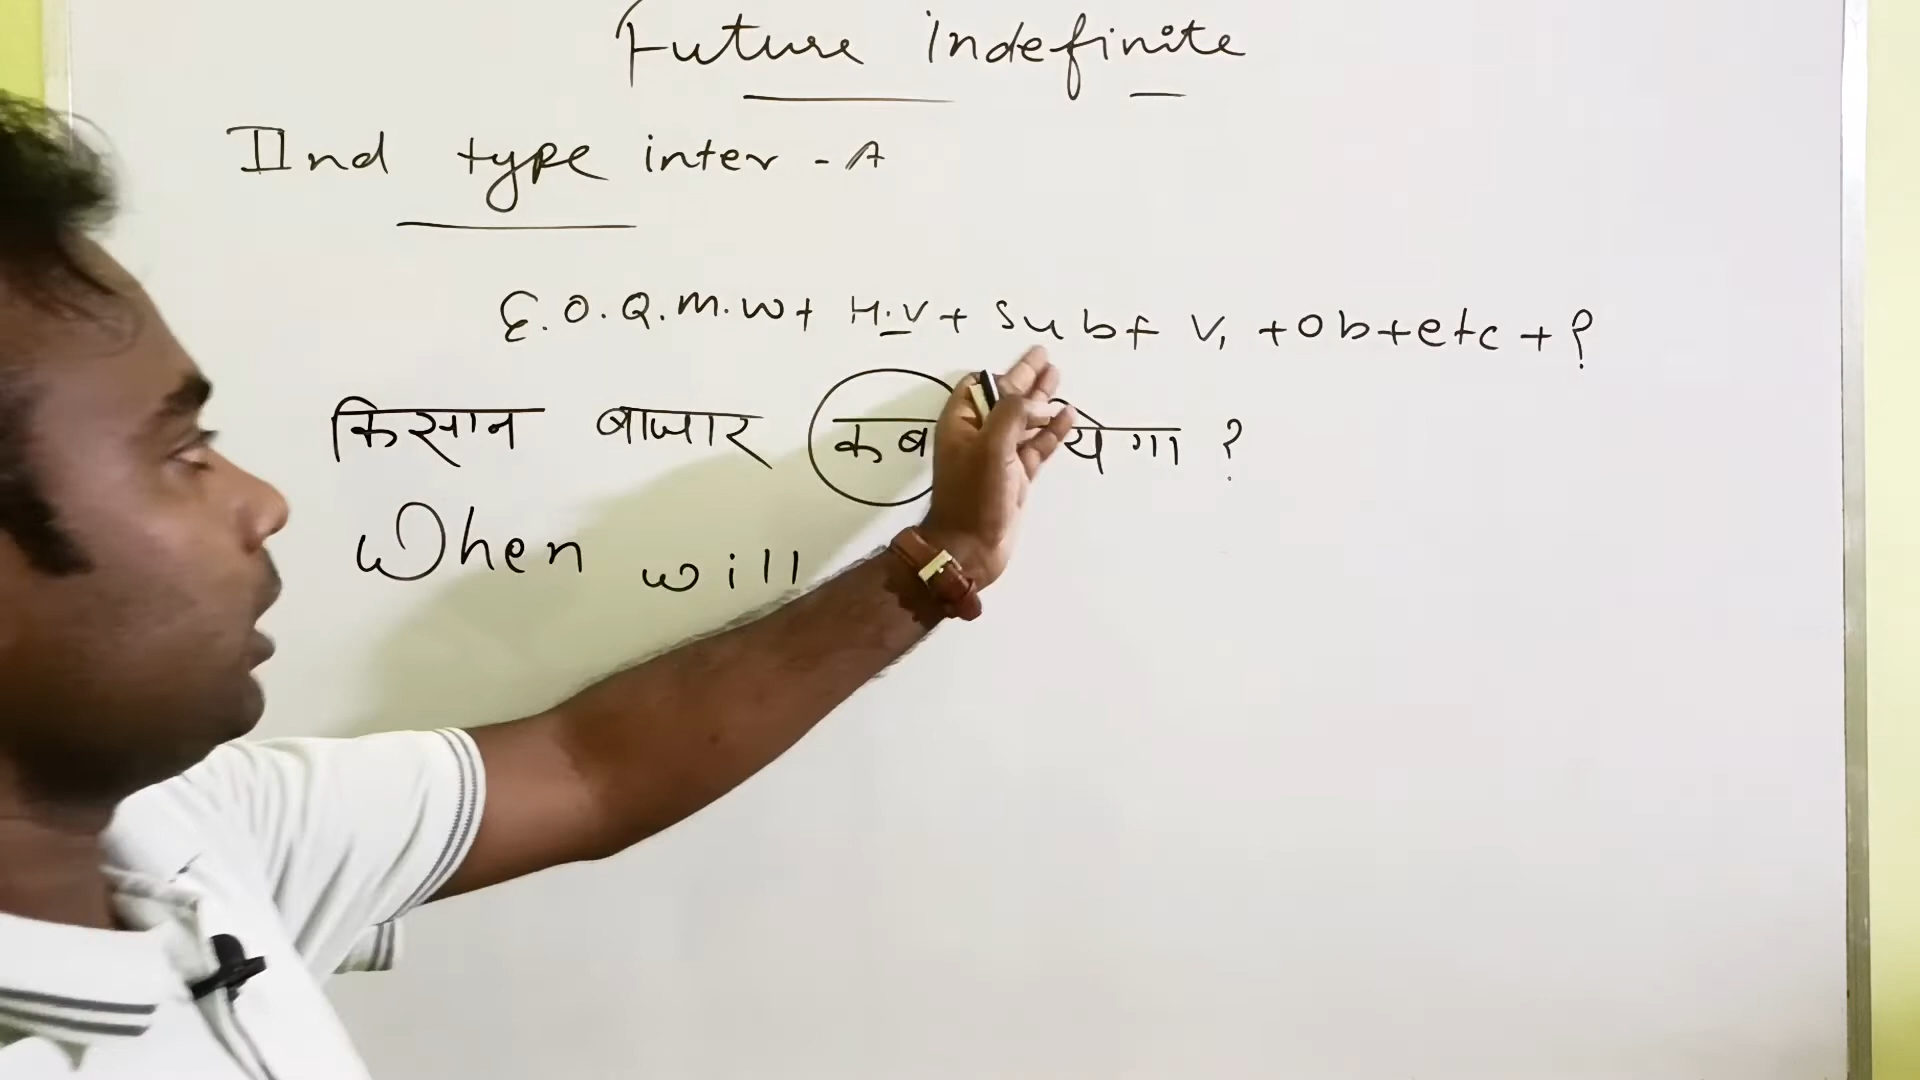 Future Indefinite
IInd type inter - A
E.O.Q.M.W + H.V + Sub + V₁ + Ob + etc + ?
किसान बाजार कब येगा ?
When will